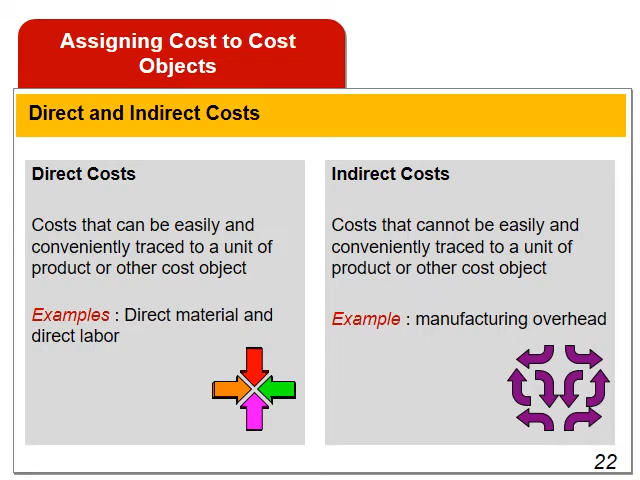 Assigning Cost to Cost
Objects
Direct and Indirect Costs
Direct Costs
Costs that can be easily and
conveniently traced to a unit of
product or other cost object
Examples : Direct material and
direct labor
Indirect Costs
Costs that cannot be easily and
conveniently traced to a unit of
product or other cost object
Example : manufacturing overhead
22